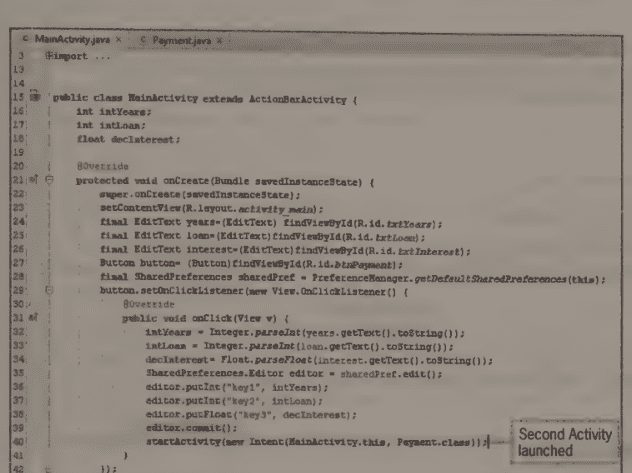 MainActivity.java × Payment.java ×
3 import ...
13
14
15 public class MainActivity extends ActionBarActivity {
16 int intYears;
17 int intLoan;
18 float decInterest;
19
20 @Override
21 protected void onCreate(Bundle savedInstanceState) {
22 super.onCreate(savedInstanceState);
23 setContentView(R.layout.activity_main);
24 final EditText years=(EditText) findViewById(R.id.txtYears);
25 final EditText loan=(EditText)findViewById(R.id.txtLoan);
26 final EditText interest=(EditText)findViewById(R.id.txtInterest);
27 Button button= (Button)findViewById(R.id.btnPayment);
28 final SharedPreferences sharedPref = PreferenceManager.getDefaultSharedPreferences(this);
29 button.setOnClickListener(new View.OnClickListener() {
30 @Override
31 public void onClick(View v) {
32 intYears = Integer.parseInt(years.getText().toString());
33 intLoan = Integer.parseInt(loan.getText().toString());
34 decInterest= Float.parseFloat(interest.getText().toString());
35 SharedPreferences.Editor editor = sharedPref.edit();
36 editor.putInt("key1", intYears);
37 editor.putInt("key2", intLoan);
38 editor.putFloat("key3", decInterest);
39 editor.commit();
40 startActivity(new Intent(MainActivity.this, Payment.class));
Second Activity
launched
41 }
42 });